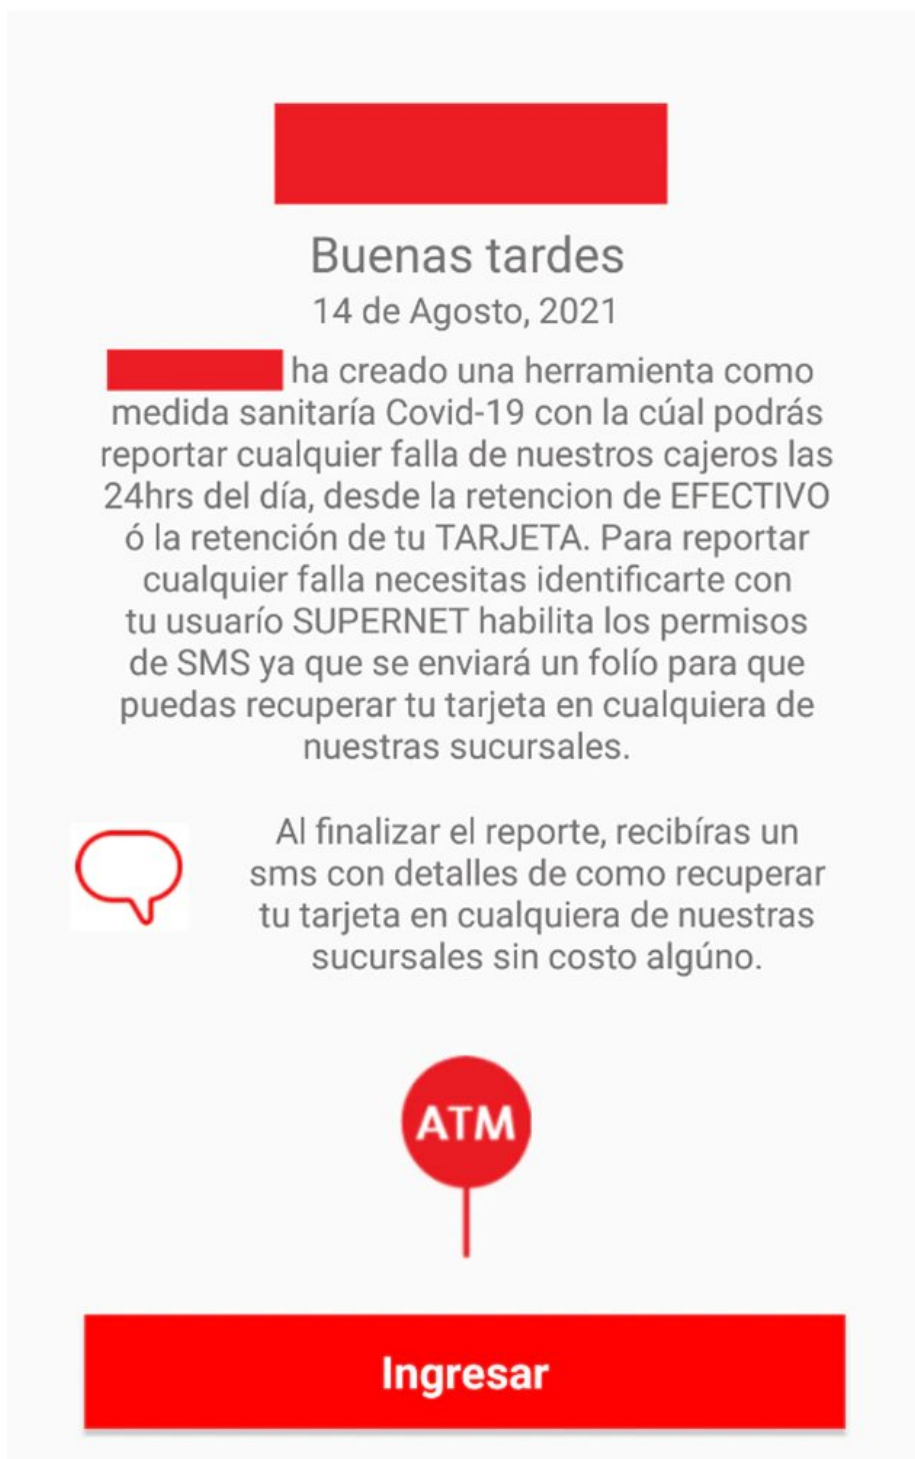 Buenas tardes
14 de Agosto, 2021
ha creado una herramienta como
medida sanitaría Covid-19 con la cúal podrás
reportar cualquier falla de nuestros cajeros las
24hrs del día, desde la retencion de EFECTIVO
ó la retención de tu TARJETA. Para reportar
cualquier falla necesitas identificarte con
tu usuarío SUPERNET habilita los permisos
de SMS ya que se enviará un folío para que
puedas recuperar tu tarjeta en cualquiera de
nuestras sucursales.
Al finalizar el reporte, recibíras un
sms con detalles de como recuperar
tu tarjeta en cualquiera de nuestras
sucursales sin costo algúno.
ATM
Ingresar